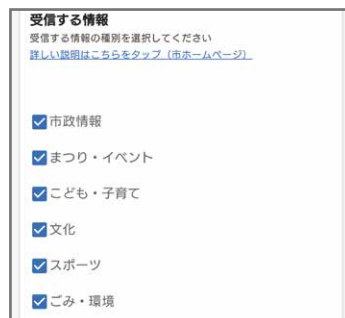 受信する情報
受信する情報の種別を選択してください
詳しい説明はこちらをタップ（市ホームページ）
市政情報
まつり・イベント
こども・子育て
文化
スポーツ
ごみ・環境